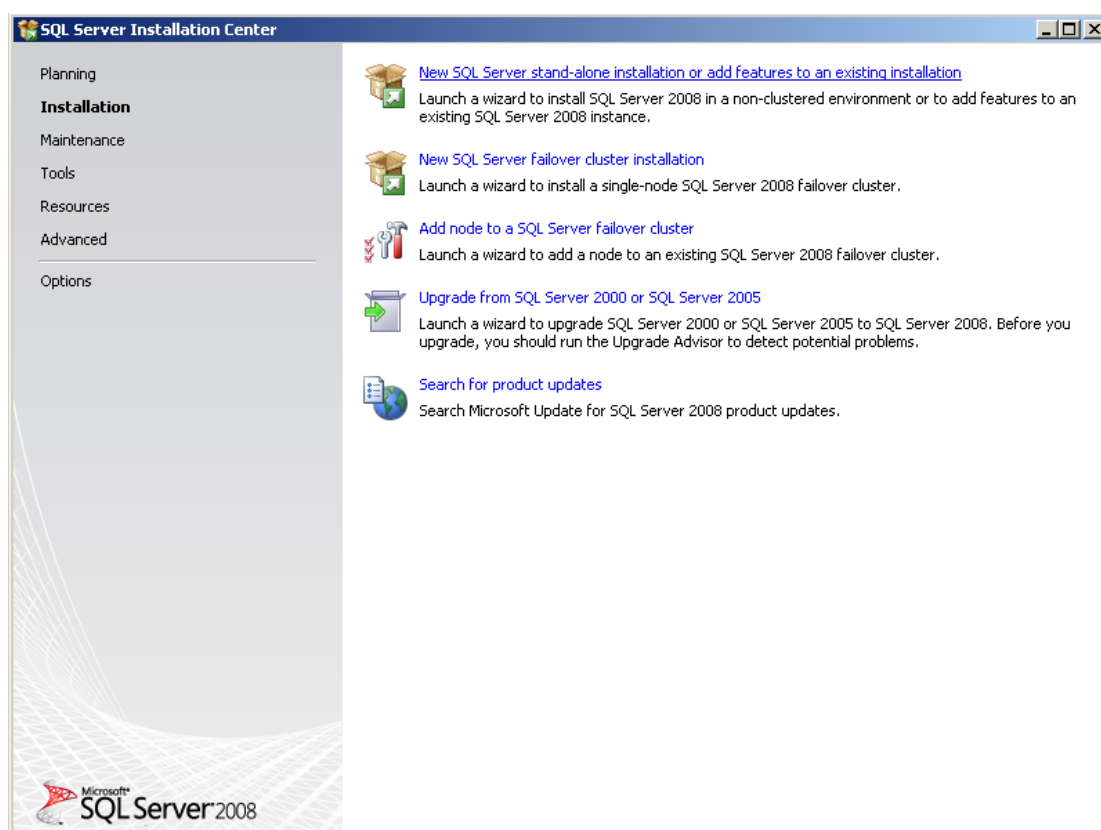 SQL Server Installation Center
Planning
Installation
Maintenance
Tools
Resources
Advanced
Options
New SQL Server stand-alone installation or add features to an existing installation
Launch a wizard to install SQL Server 2008 in a non-clustered environment or to add features to an
existing SQL Server 2008 instance.
New SQL Server failover cluster installation
Launch a wizard to install a single-node SQL Server 2008 failover cluster.
Add node to a SQL Server failover cluster
Launch a wizard to add a node to an existing SQL Server 2008 failover cluster.
Upgrade from SQL Server 2000 or SQL Server 2005
Launch a wizard to upgrade SQL Server 2000 or SQL Server 2005 to SQL Server 2008. Before you
upgrade, you should run the Upgrade Advisor to detect potential problems.
Search for product updates
Search Microsoft Update for SQL Server 2008 product updates.
Microsoft®
SQL Server 2008